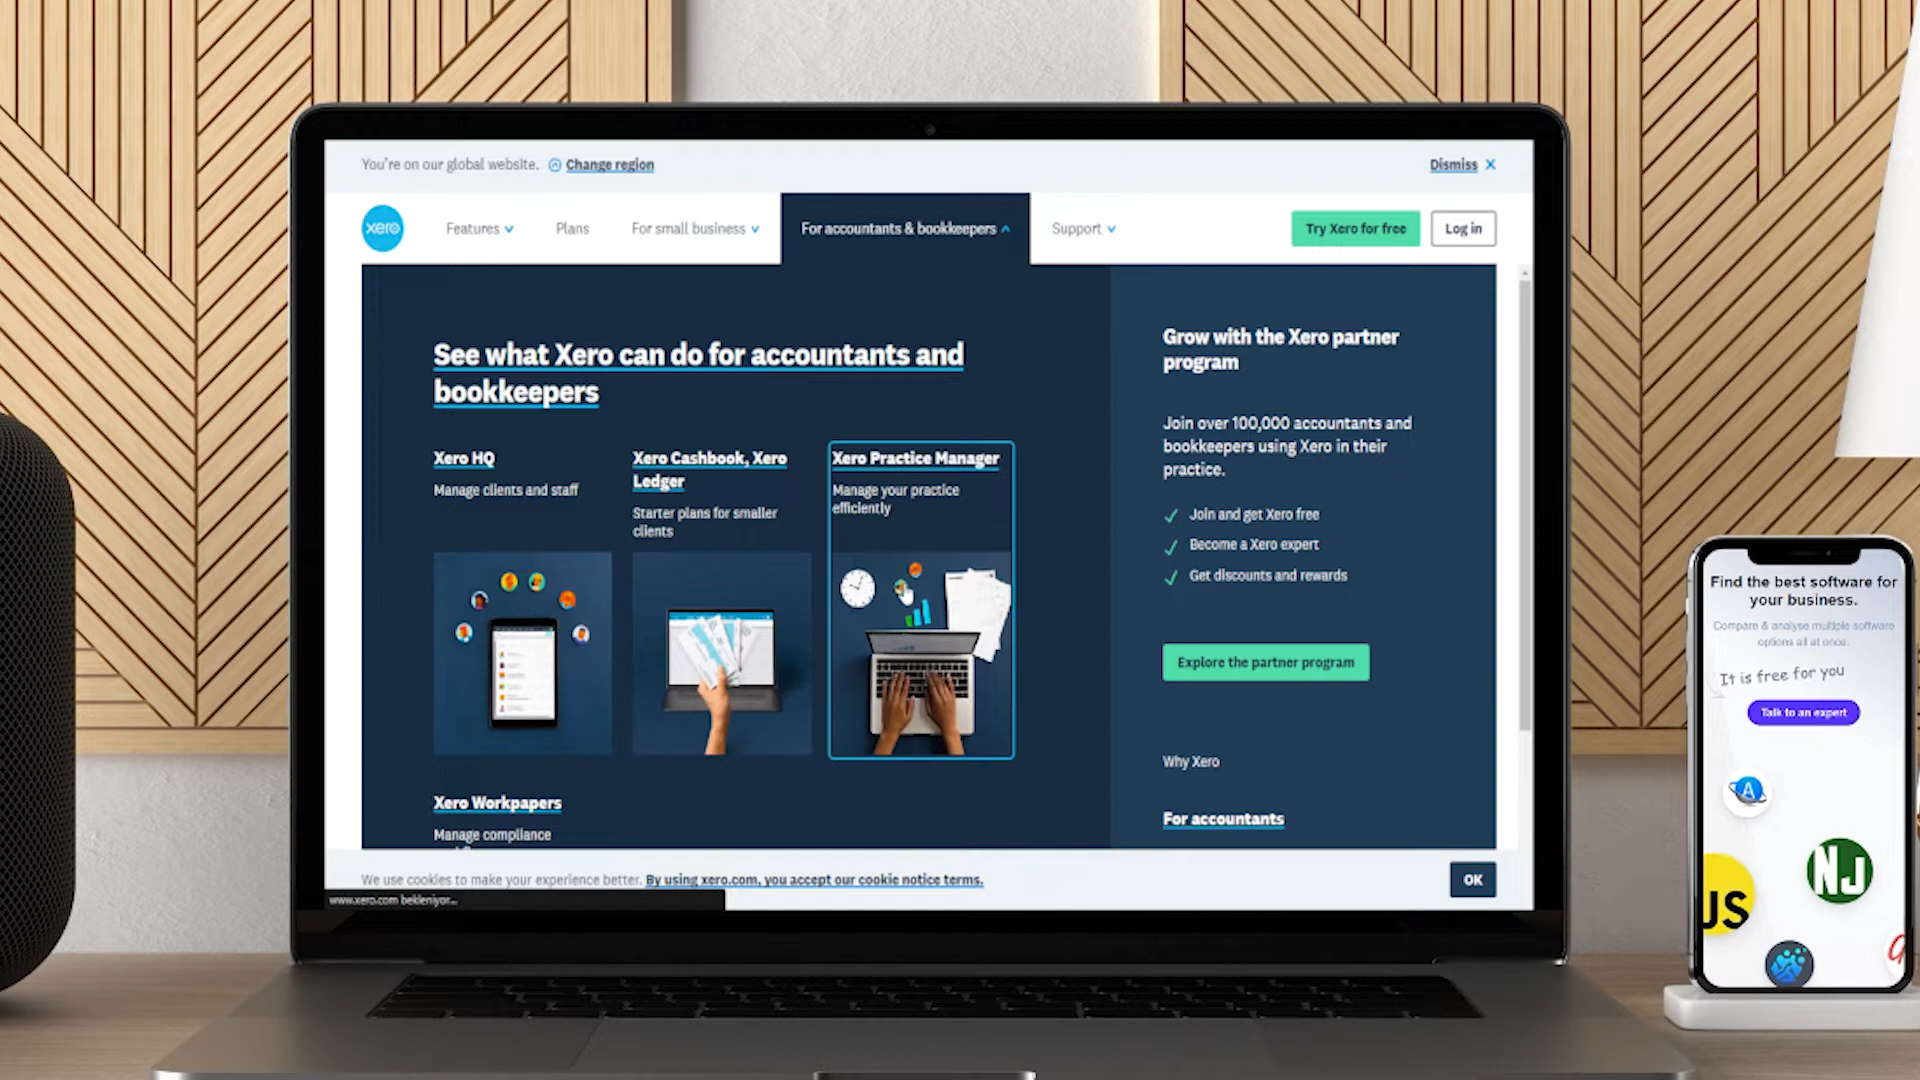 You're on our global website. Change region
Dismiss
xero
Features
Plans
For small business
For accountants & bookkeepers
Support
Try Xero for free
Log in
See what Xero can do for accountants and
bookkeepers
Xero HQ
Manage clients and staff
Xero Cashbook, Xero
Ledger
Starter plans for smaller
clients
Xero Practice Manager
Manage your practice
efficiently
Xero Workpapers
Manage compliance
Grow with the Xero partner
program
Join over 100,000 accountants and
bookkeepers using Xero in their
practice.
Join and get Xero free
Become a Xero expert
Get discounts and rewards
Explore the partner program
Why Xero
For accountants
We use cookies to make your experience better. By using xero.com, you accept our cookie notice terms.
OK
www.xero.com bekleniyor...
Find the best software for
your business.
Compare & analyse multiple software
options all at once.
It is free for you
Talk to an expert
A
NJ
JS